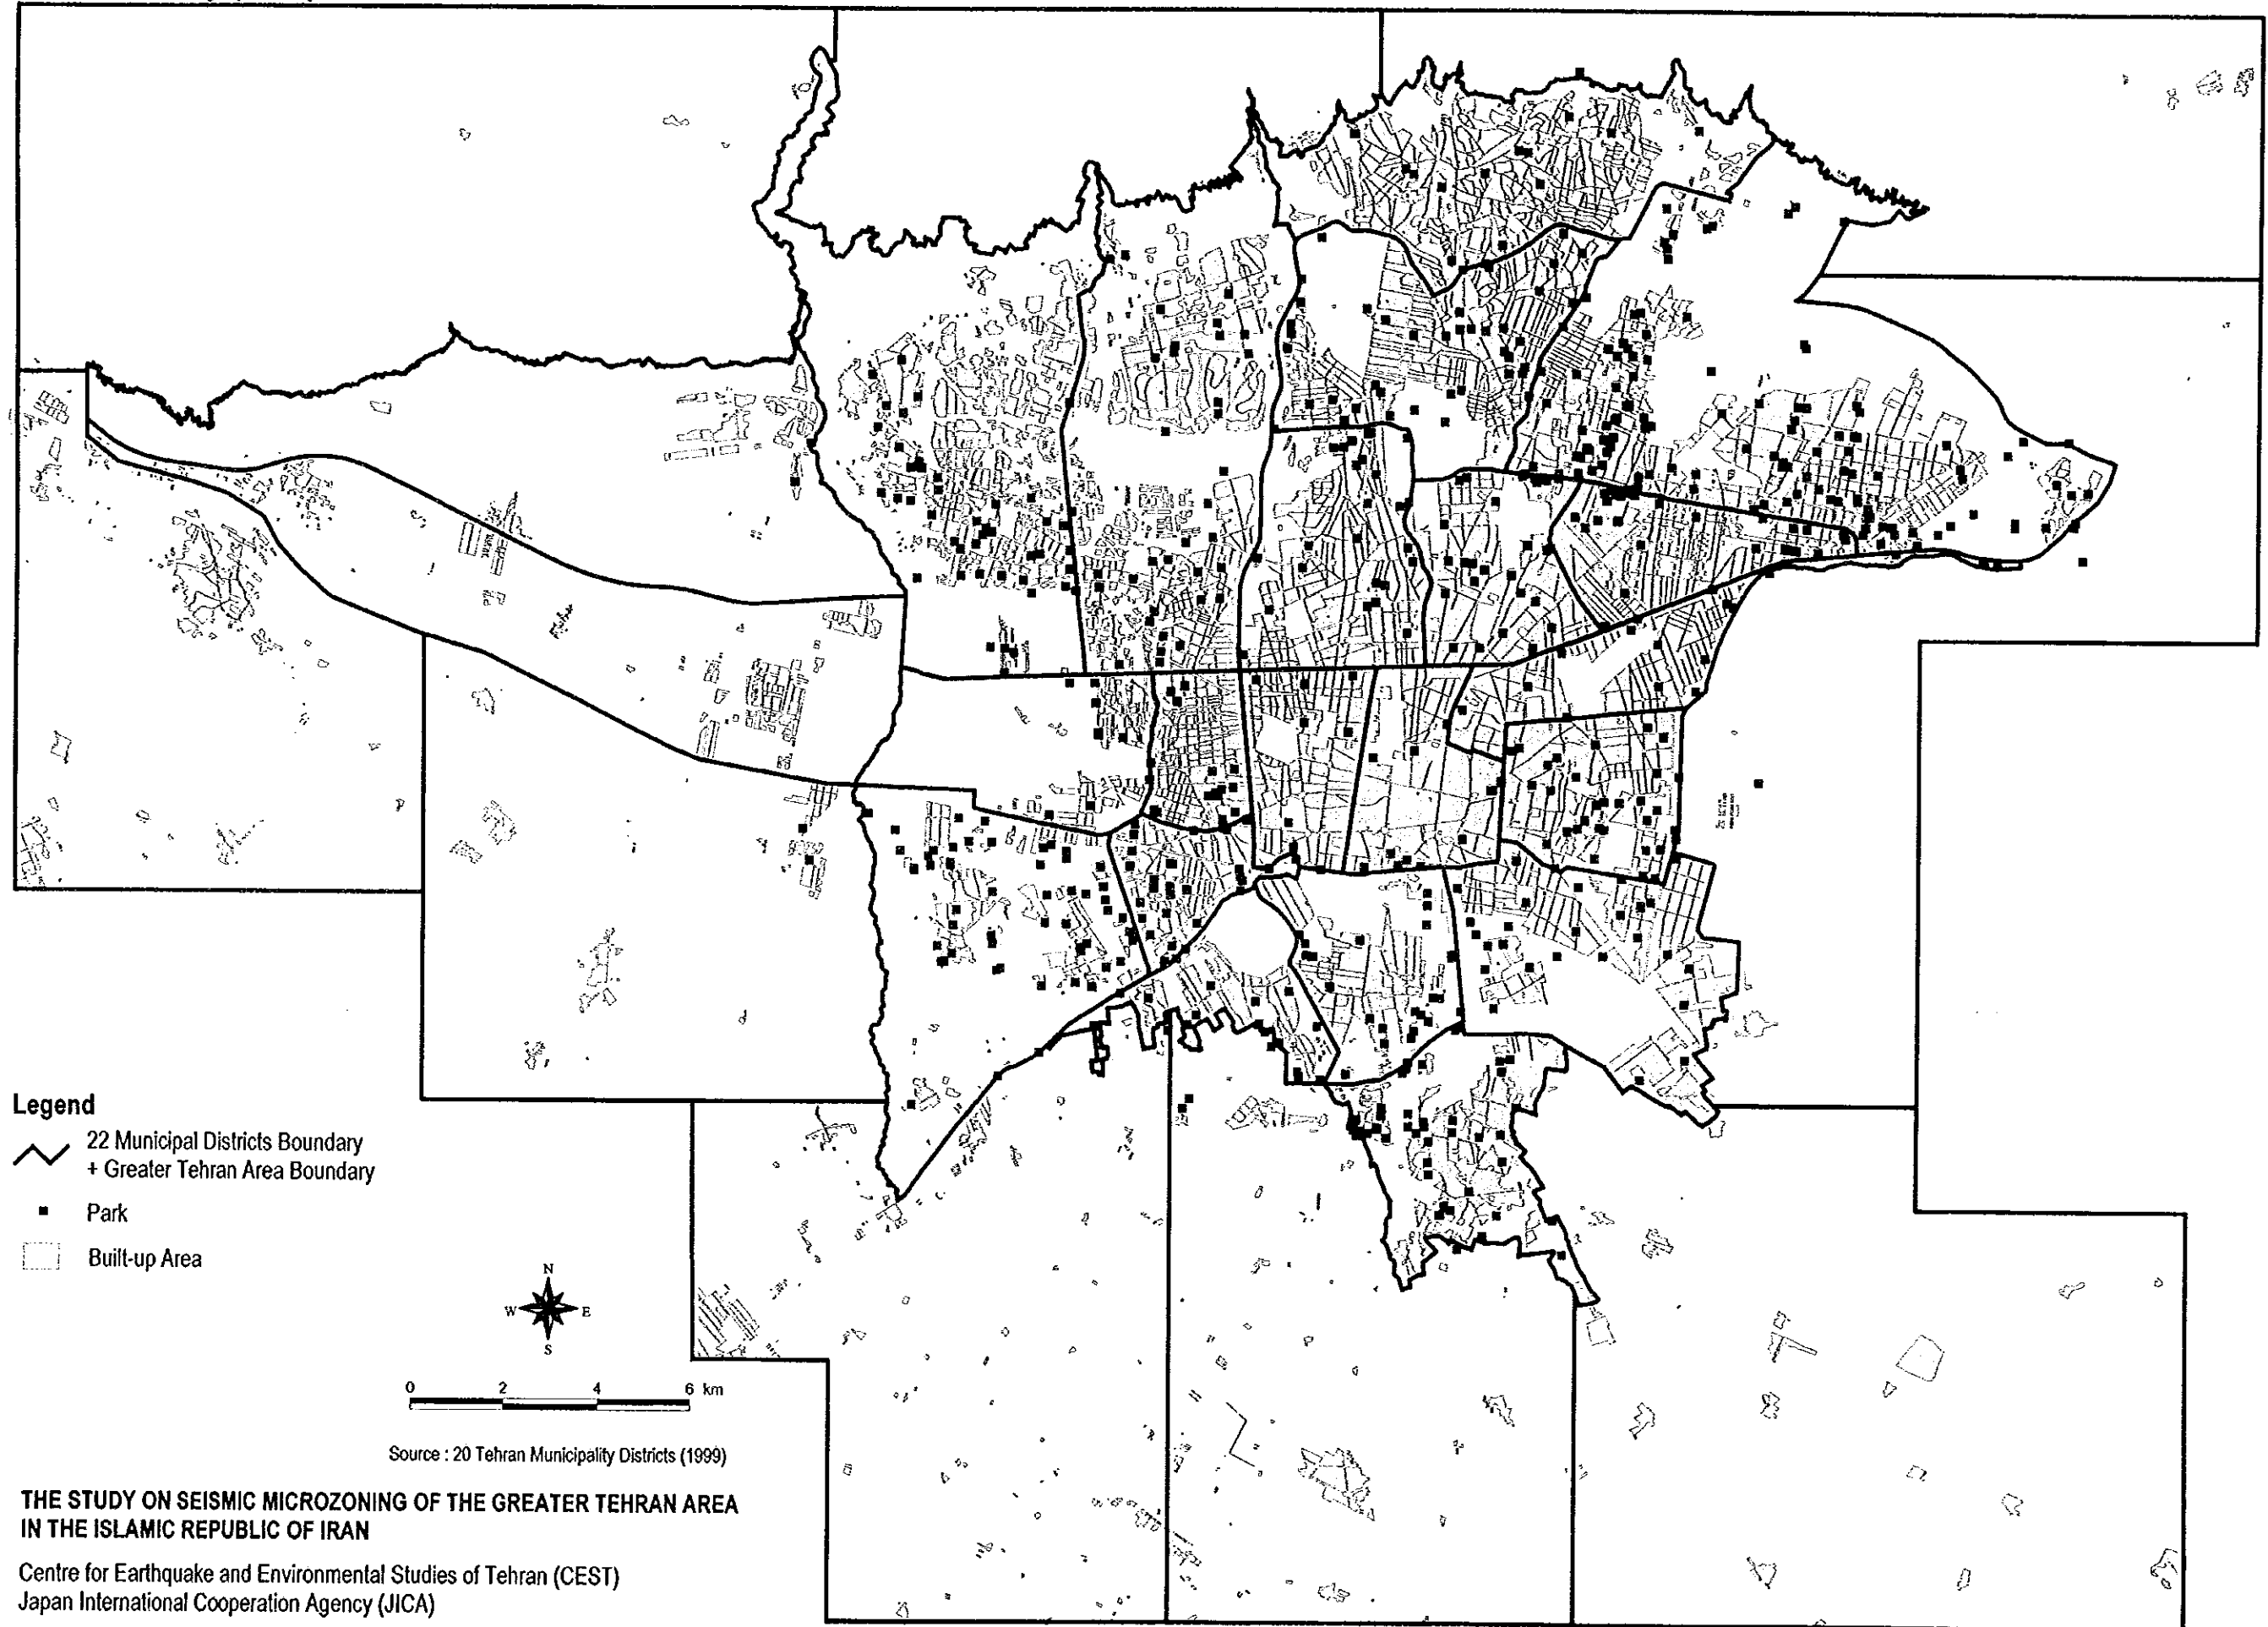 Legend
22 Municipal Districts Boundary
+ Greater Tehran Area Boundary
Park
Built-up Area
N
W E
S
0 2 4 6 km
Source : 20 Tehran Municipality Districts (1999)
THE STUDY ON SEISMIC MICROZONING OF THE GREATER TEHRAN AREA
IN THE ISLAMIC REPUBLIC OF IRAN
Centre for Earthquake and Environmental Studies of Tehran (CEST)
Japan International Cooperation Agency (JICA)